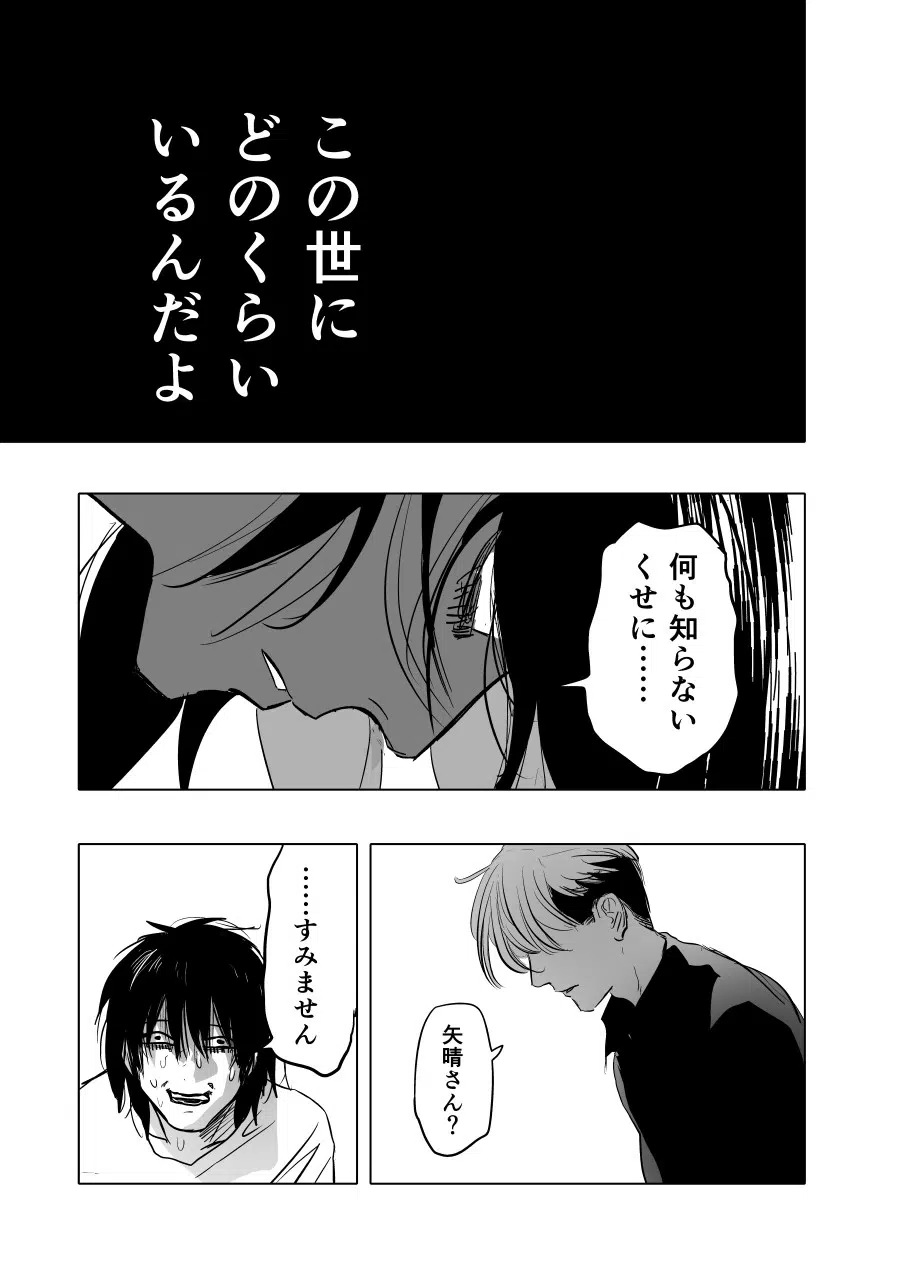 この世に
どのくらい
いるんだよ
何も知らない
くせに……
矢晴さん？
……すみません